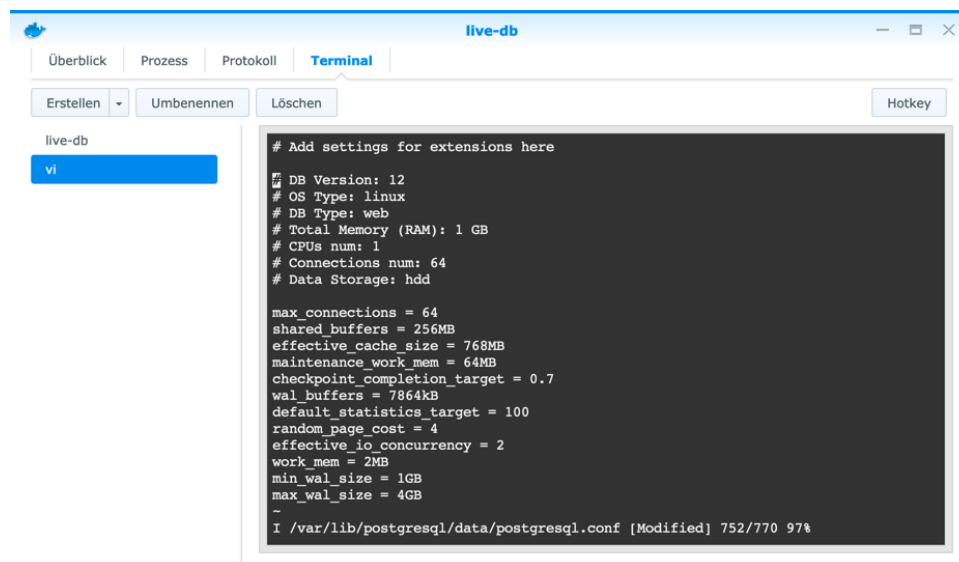 live-db
Überblick
Prozess
Protokoll
Terminal
Erstellen
Umbenennen
Löschen
Hotkey
live-db
vi
# Add settings for extensions here
# DB Version: 12
# OS Type: linux
# DB Type: web
# Total Memory (RAM): 1 GB
# CPUs num: 1
# Connections num: 64
# Data Storage: hdd
max_connections = 64
shared_buffers = 256MB
effective_cache_size = 768MB
maintenance_work_mem = 64MB
checkpoint_completion_target = 0.7
wal_buffers = 7864kB
default_statistics_target = 100
random_page_cost = 4
effective_io_concurrency = 2
work_mem = 2MB
min_wal_size = 1GB
max_wal_size = 4GB
~
I /var/lib/postgresql/data/postgresql.conf [Modified] 752/770 97%